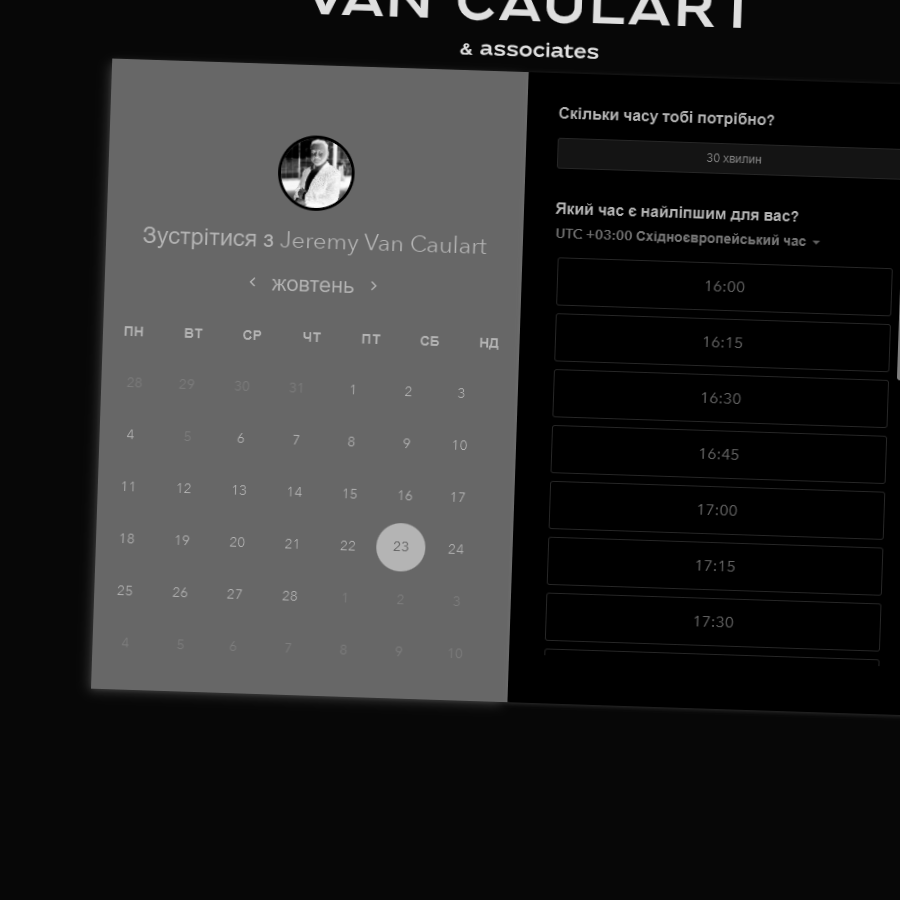 VAN CAULART
& associates
Зустрітися з Jeremy Van Caulart
жовтень
ПН ВТ СР ЧТ ПТ СБ НД
28 29 30 31 1 2 3
4 5 6 7 8 9 10
11 12 13 14 15 16 17
18 19 20 21 22 23 24
25 26 27 28 1 2 3
4 5 6 7 8 9 10
Скільки часу тобі потрібно?
30 хвилин
Який час є найліпшим для вас?
UTC +03:00 Східноєвропейський час
16:00
16:15
16:30
16:45
17:00
17:15
17:30